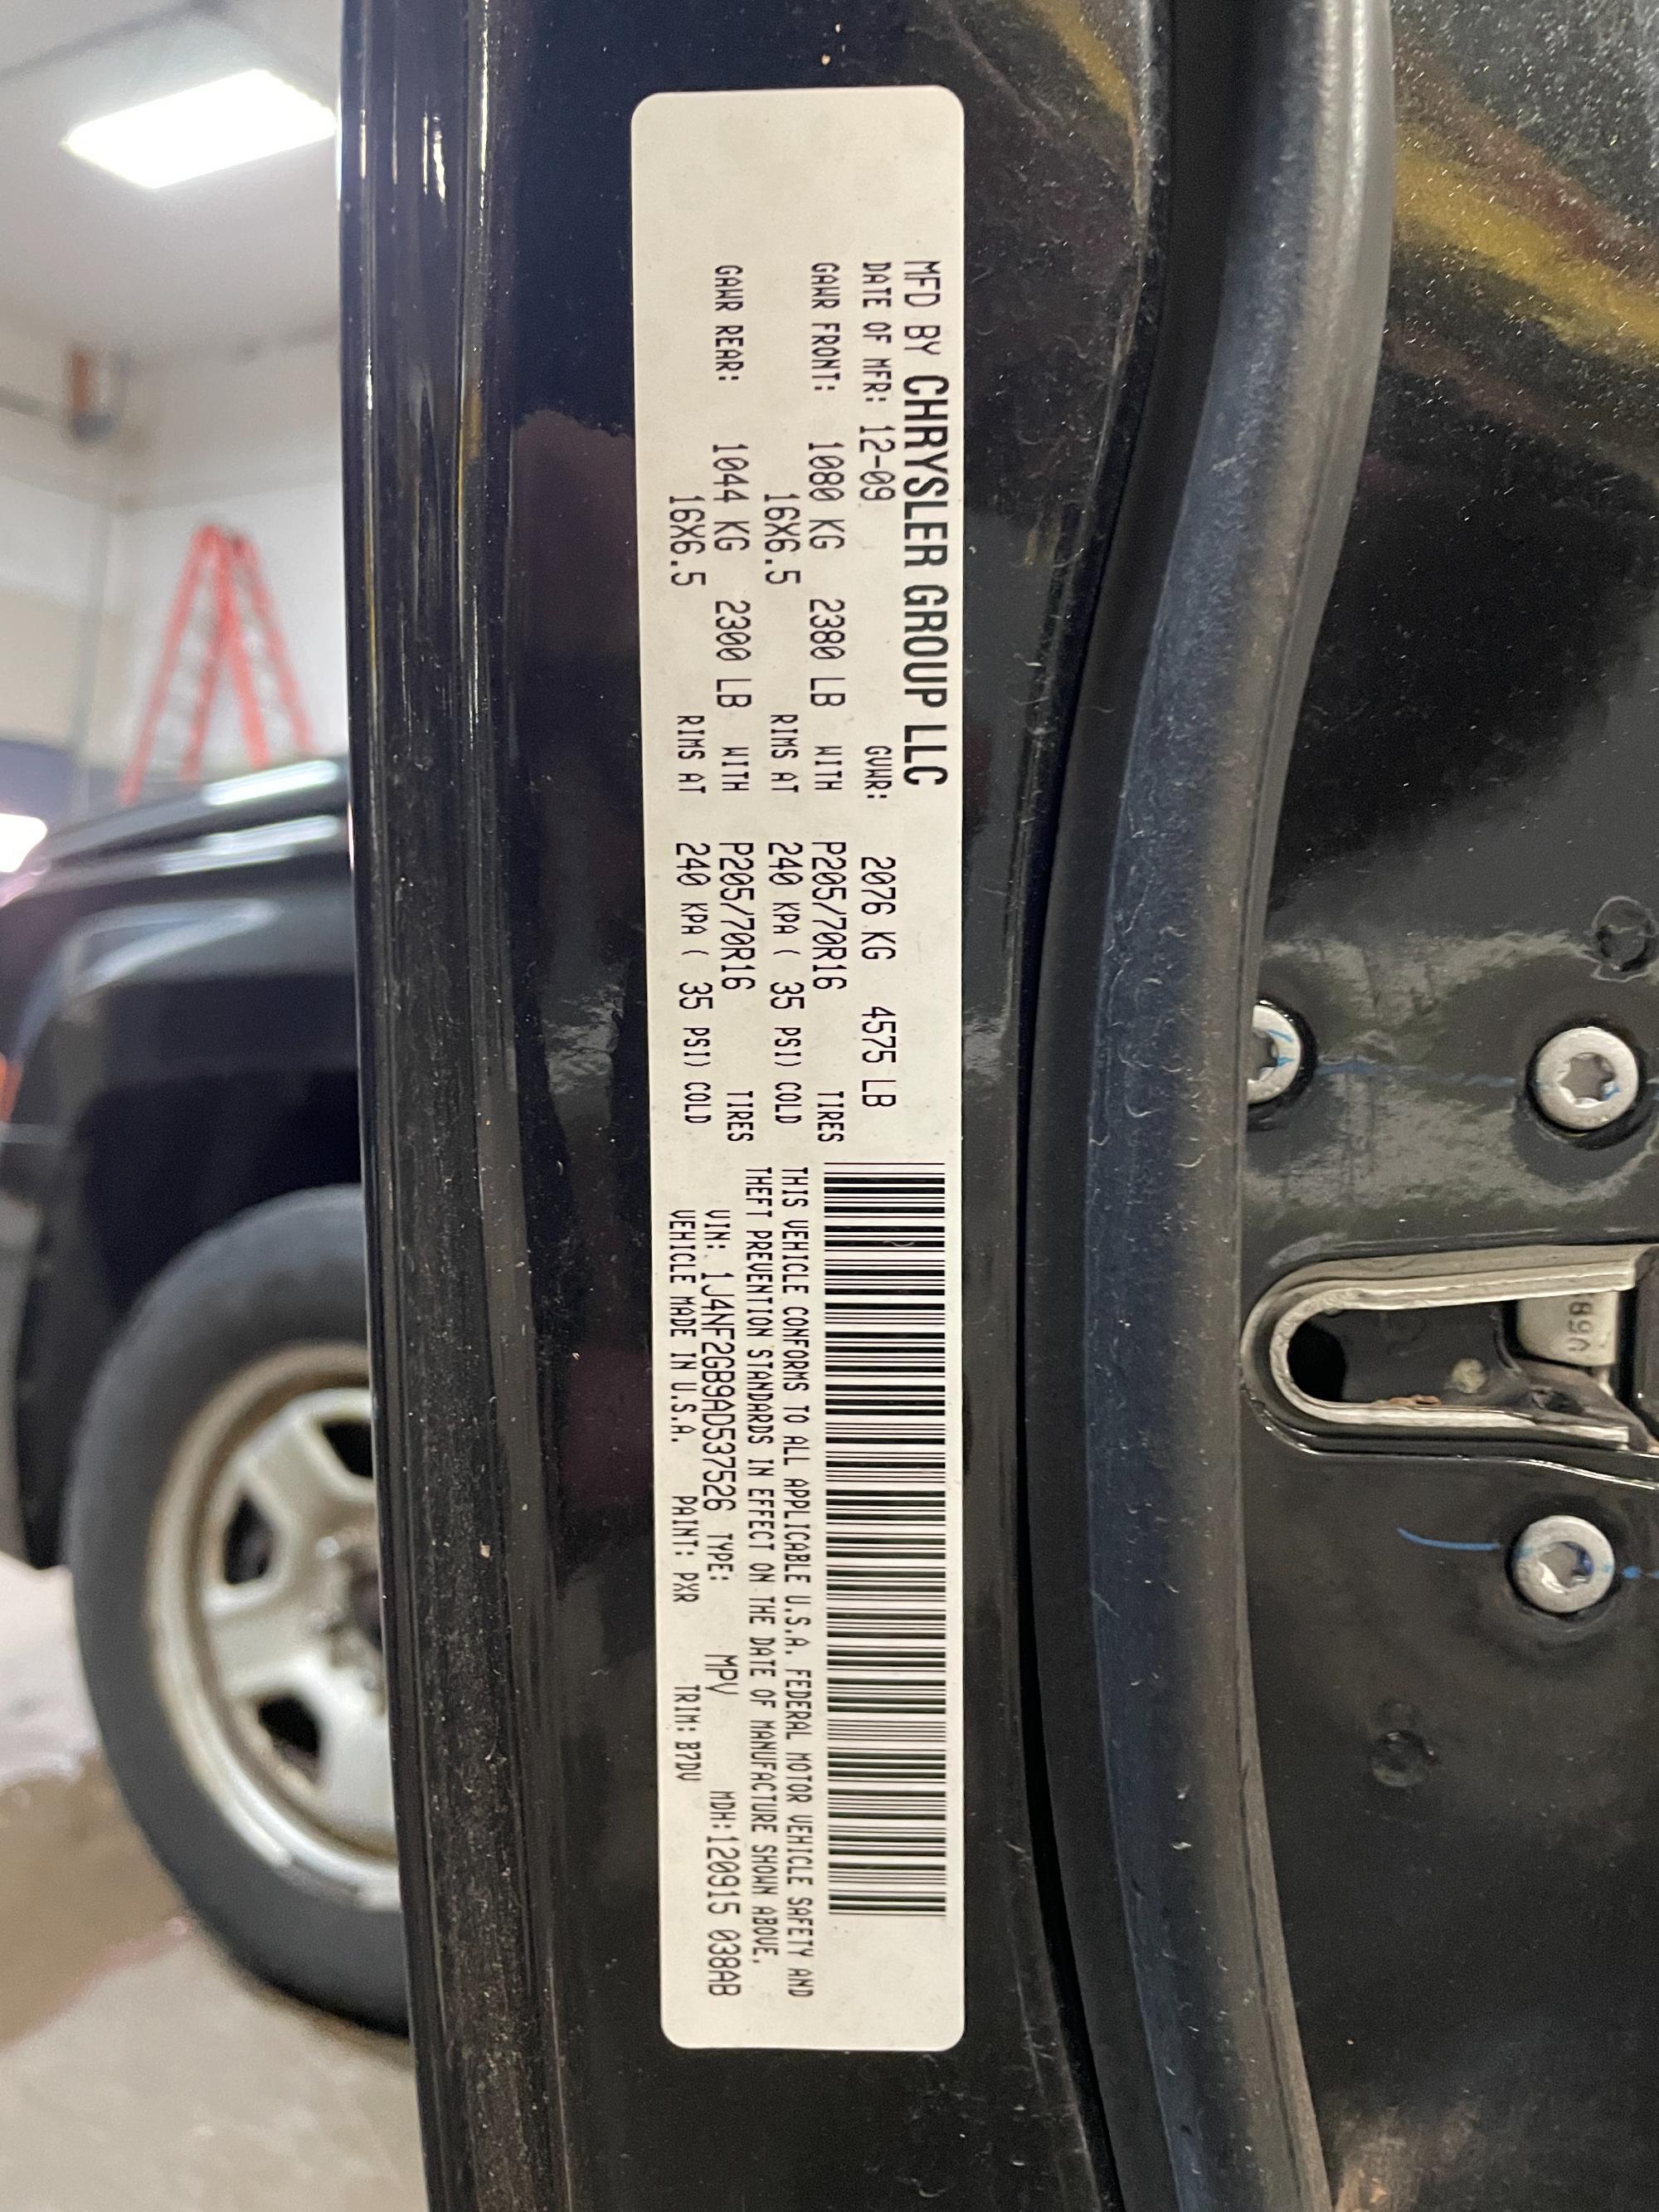 MFD BY CHRYSLER GROUP LLC
DATE OF MFR: 12-09 GVWR: 2076 KG 4575 LB
GAWR FRONT: 1080 KG 2380 LB WITH P205/70R16 TIRES
16X6.5 RIMS AT 240 KPA ( 35 PSI) COLD
GAWR REAR: 1044 KG 2300 LB WITH P205/70R16 TIRES
16X6.5 RIMS AT 240 KPA ( 35 PSI) COLD
THIS VEHICLE CONFORMS TO ALL APPLICABLE U.S.A. FEDERAL MOTOR VEHICLE SAFETY AND
THEFT PREVENTION STANDARDS IN EFFECT ON THE DATE OF MANUFACTURE SHOWN ABOVE.
VIN: 1J4NF2GB9AD537526 TYPE: MPV MDH:120915 038AB
VEHICLE MADE IN U.S.A. PAINT: PXR TRIM: B7DV